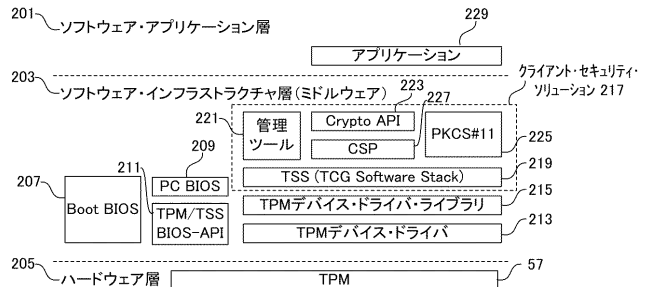 201 ソフトウェア・アプリケーション層
229
アプリケーション
203 ソフトウェア・インフラストラクチャ層(ミドルウェア)
クライアント・セキュリティ・
ソリューション 217
221
管理
ツール
223
Crypto API
227
CSP
PKCS#11
225
TSS (TCG Software Stack)
219
207
Boot BIOS
209
PC BIOS
211
TPM/TSS
BIOS-API
TPMデバイス・ドライバ・ライブラリ
215
TPMデバイス・ドライバ
213
205 ハードウェア層
TPM
57